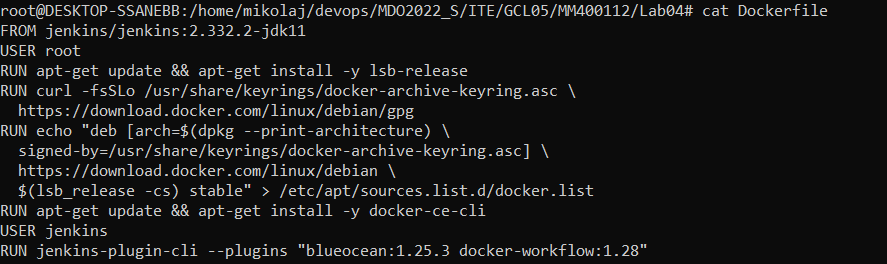 root@DESKTOP-SSANEBB:/home/mikolaj/devops/MDO2022_S/ITE/GCL05/MM400112/Lab04# cat Dockerfile
FROM jenkins/jenkins:2.332.2-jdk11
USER root
RUN apt-get update && apt-get install -y lsb-release
RUN curl -fsSLo /usr/share/keyrings/docker-archive-keyring.asc \
  https://download.docker.com/linux/debian/gpg
RUN echo "deb [arch=$(dpkg --print-architecture) \
  signed-by=/usr/share/keyrings/docker-archive-keyring.asc] \
  https://download.docker.com/linux/debian \
  $(lsb_release -cs) stable" > /etc/apt/sources.list.d/docker.list
RUN apt-get update && apt-get install -y docker-ce-cli
USER jenkins
RUN jenkins-plugin-cli --plugins "blueocean:1.25.3 docker-workflow:1.28"